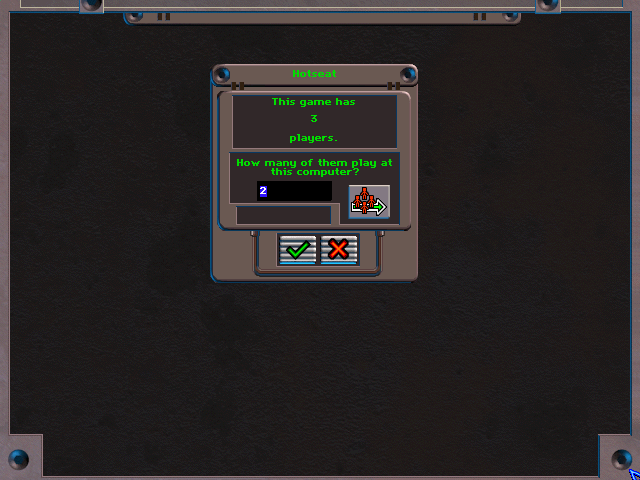 Hotseat
This game has
3
players.
How many of them play at
this computer?
2